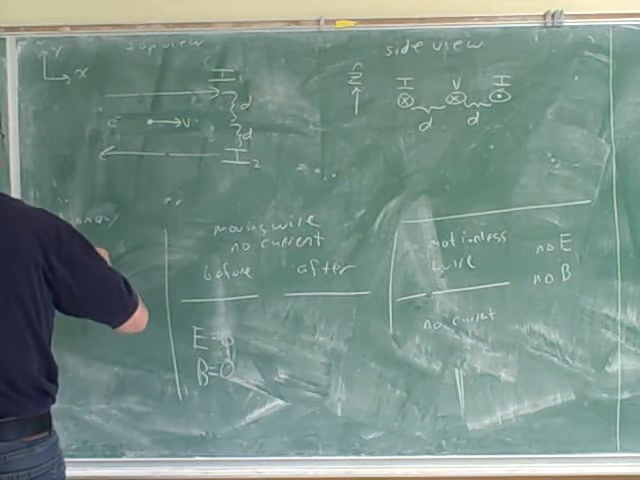 top view
side view
Y
X
I
d
e⁻
V
d
I₂
ẑ
I V I
d d
moving wire
no current
before after
E=0
B=0
motionless no E
wire no B
no current